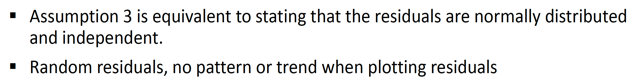 ▪ Assumption 3 is equivalent to stating that the residuals are normally distributed
and independent.
▪ Random residuals, no pattern or trend when plotting residuals